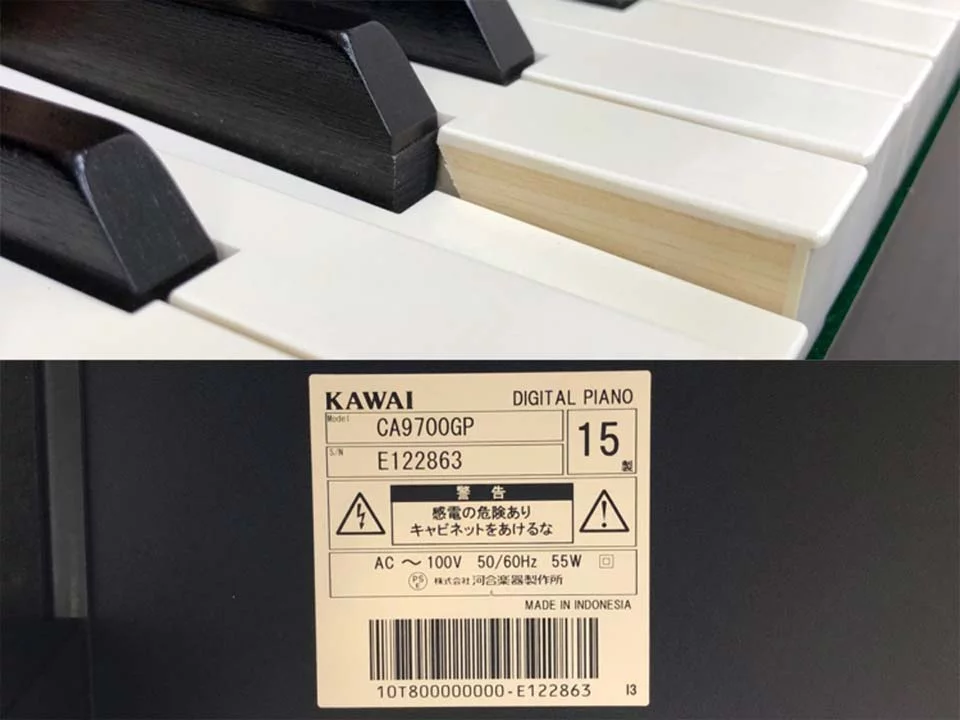 KAWAI DIGITAL PIANO
Model CA9700GP
15製
S/N E122863
警告
感電の危険あり
キャビネットをあけるな
AC ～ 100V 50/60Hz 55W
PS E 株式会社 河合楽器製作所
MADE IN INDONESIA
10T800000000-E122863 I3